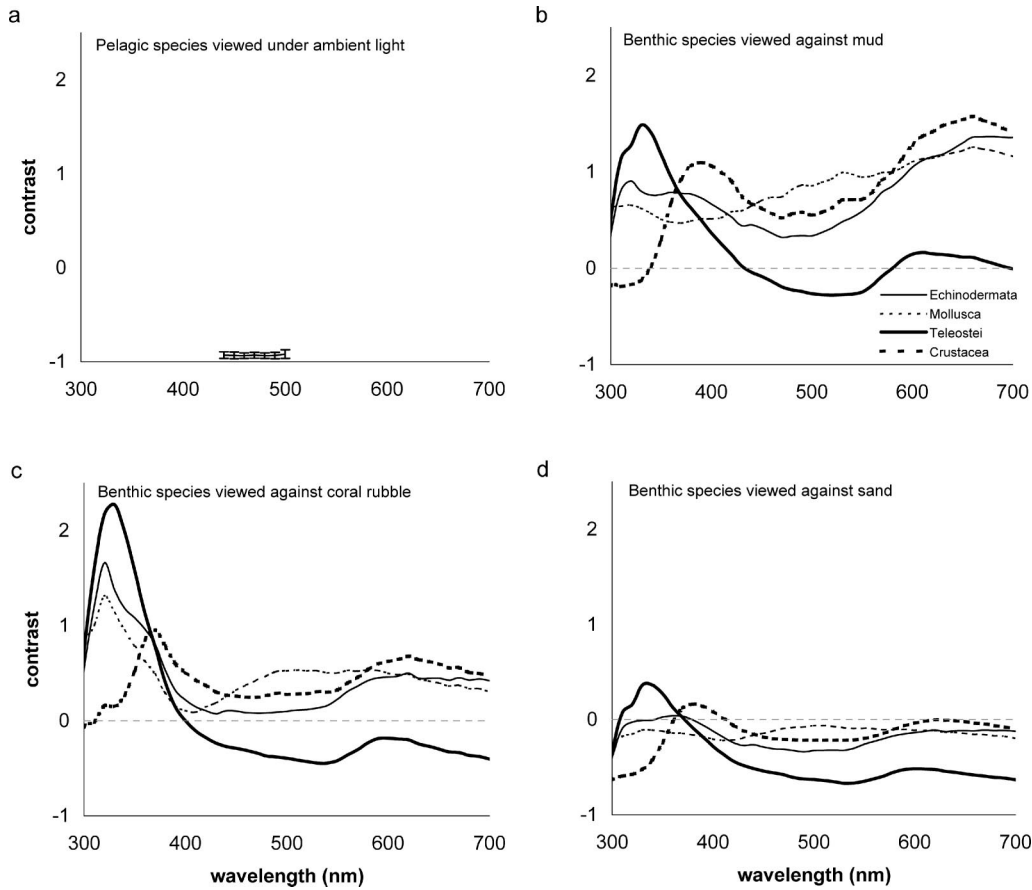 a
Pelagic species viewed under ambient light
2
1
0
-1
contrast
300 400 500 600 700
b
Benthic species viewed against mud
2
1
0
-1
Echinodermata
Mollusca
Teleostei
Crustacea
300 400 500 600 700
c
Benthic species viewed against coral rubble
2
1
0
-1
contrast
300 400 500 600 700
wavelength (nm)
d
Benthic species viewed against sand
2
1
0
-1
300 400 500 600 700
wavelength (nm)